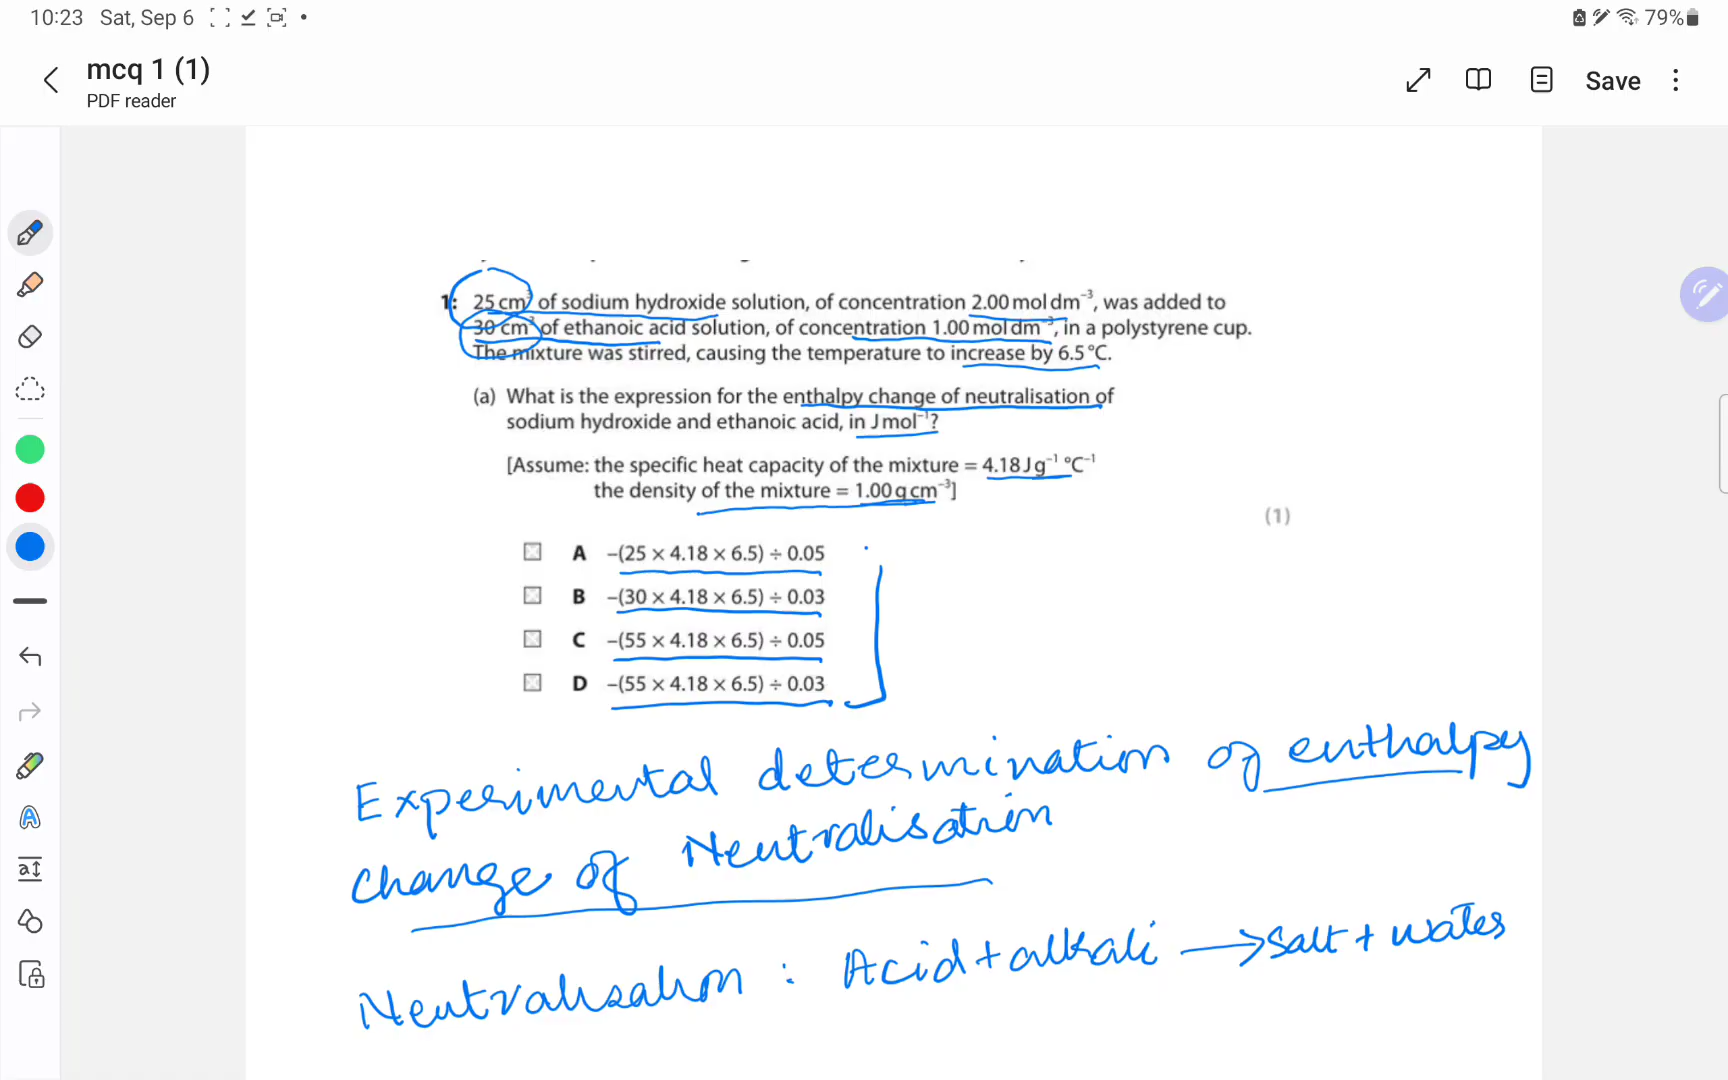 10:23 Sat, Sep 6
79%
mcq 1 (1)
PDF reader
Save
1: 25 cm³ of sodium hydroxide solution, of concentration 2.00 mol dm⁻³, was added to
30 cm³ of ethanoic acid solution, of concentration 1.00 mol dm⁻³, in a polystyrene cup.
The mixture was stirred, causing the temperature to increase by 6.5 °C.
(a) What is the expression for the enthalpy change of neutralisation of
sodium hydroxide and ethanoic acid, in J mol⁻¹?
[Assume: the specific heat capacity of the mixture = 4.18 J g⁻¹ °C⁻¹
the density of the mixture = 1.00 g cm⁻³]
(1)
A –(25 × 4.18 × 6.5) ÷ 0.05
B –(30 × 4.18 × 6.5) ÷ 0.03
C –(55 × 4.18 × 6.5) ÷ 0.05
D –(55 × 4.18 × 6.5) ÷ 0.03
Experimental determination of enthalpy
change of Neutralisation
Neutralisation : Acid + alkali → Salt + water